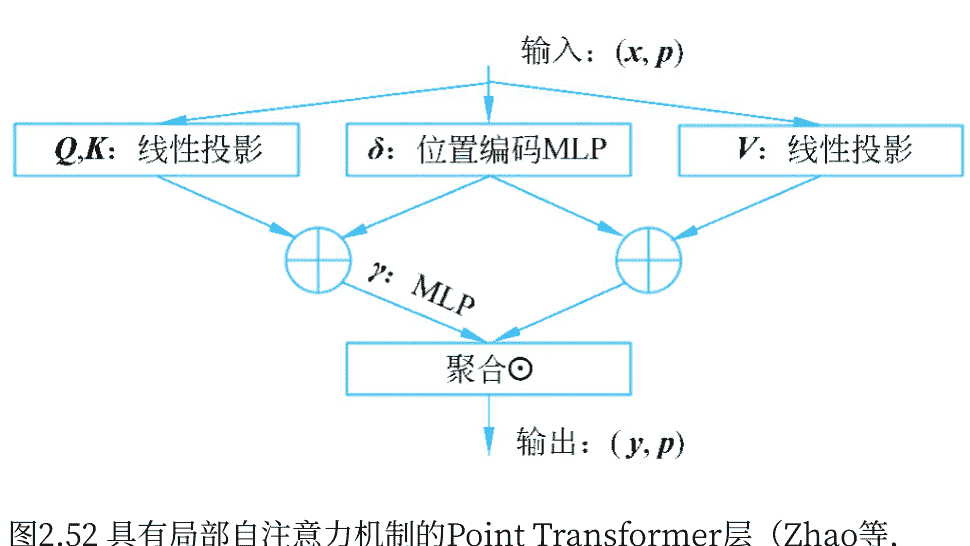 输入：(x, p)
Q,K：线性投影
δ：位置编码MLP
V：线性投影
γ：MLP
聚合⊙
输出：( y, p)
图2.52 具有局部自注意力机制的Point Transformer层（Zhao等,